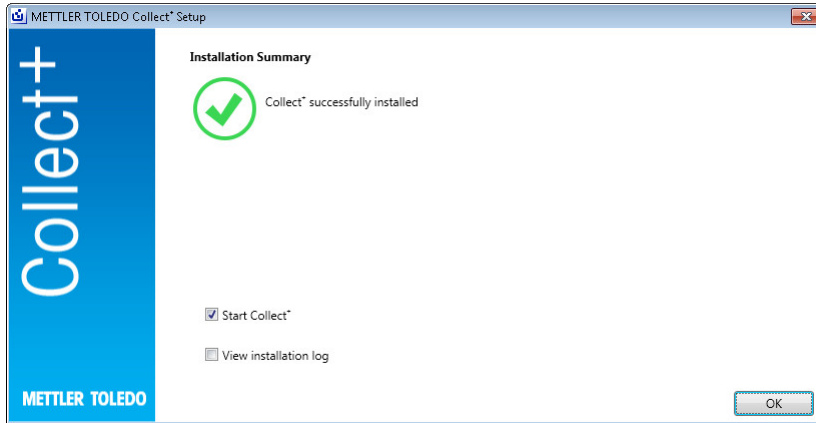 METTLER TOLEDO Collect⁺ Setup
Collect+
Installation Summary
Collect⁺ successfully installed
Start Collect⁺
View installation log
METTLER TOLEDO
OK